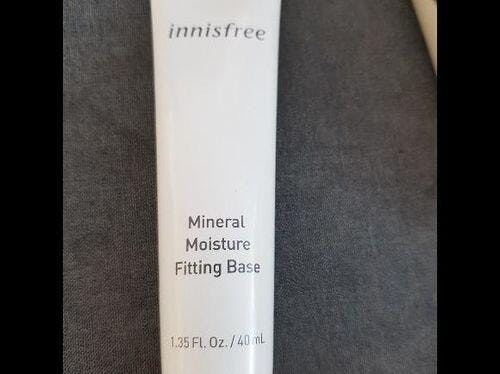 innisfree
Mineral
Moisture
Fitting Base
1.35 Fl. Oz. / 40 mL